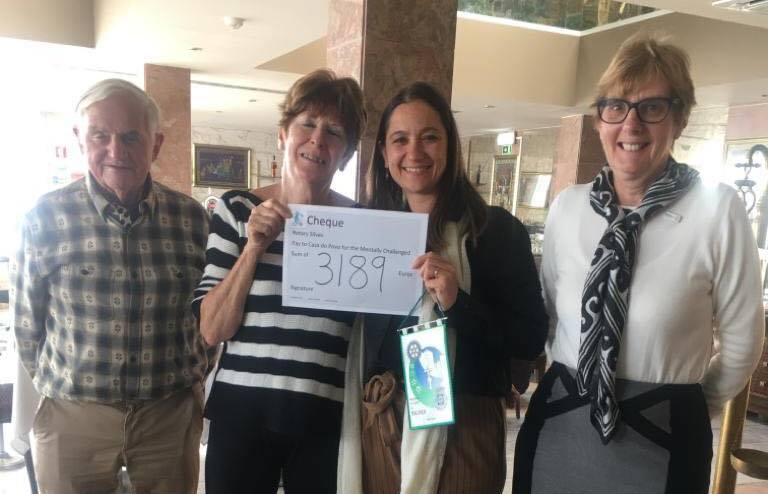 Cheque
Rotary Silves
Pay to Casa do Povo for the Mentally Challenged
Sum of 3189 Euros
Signature